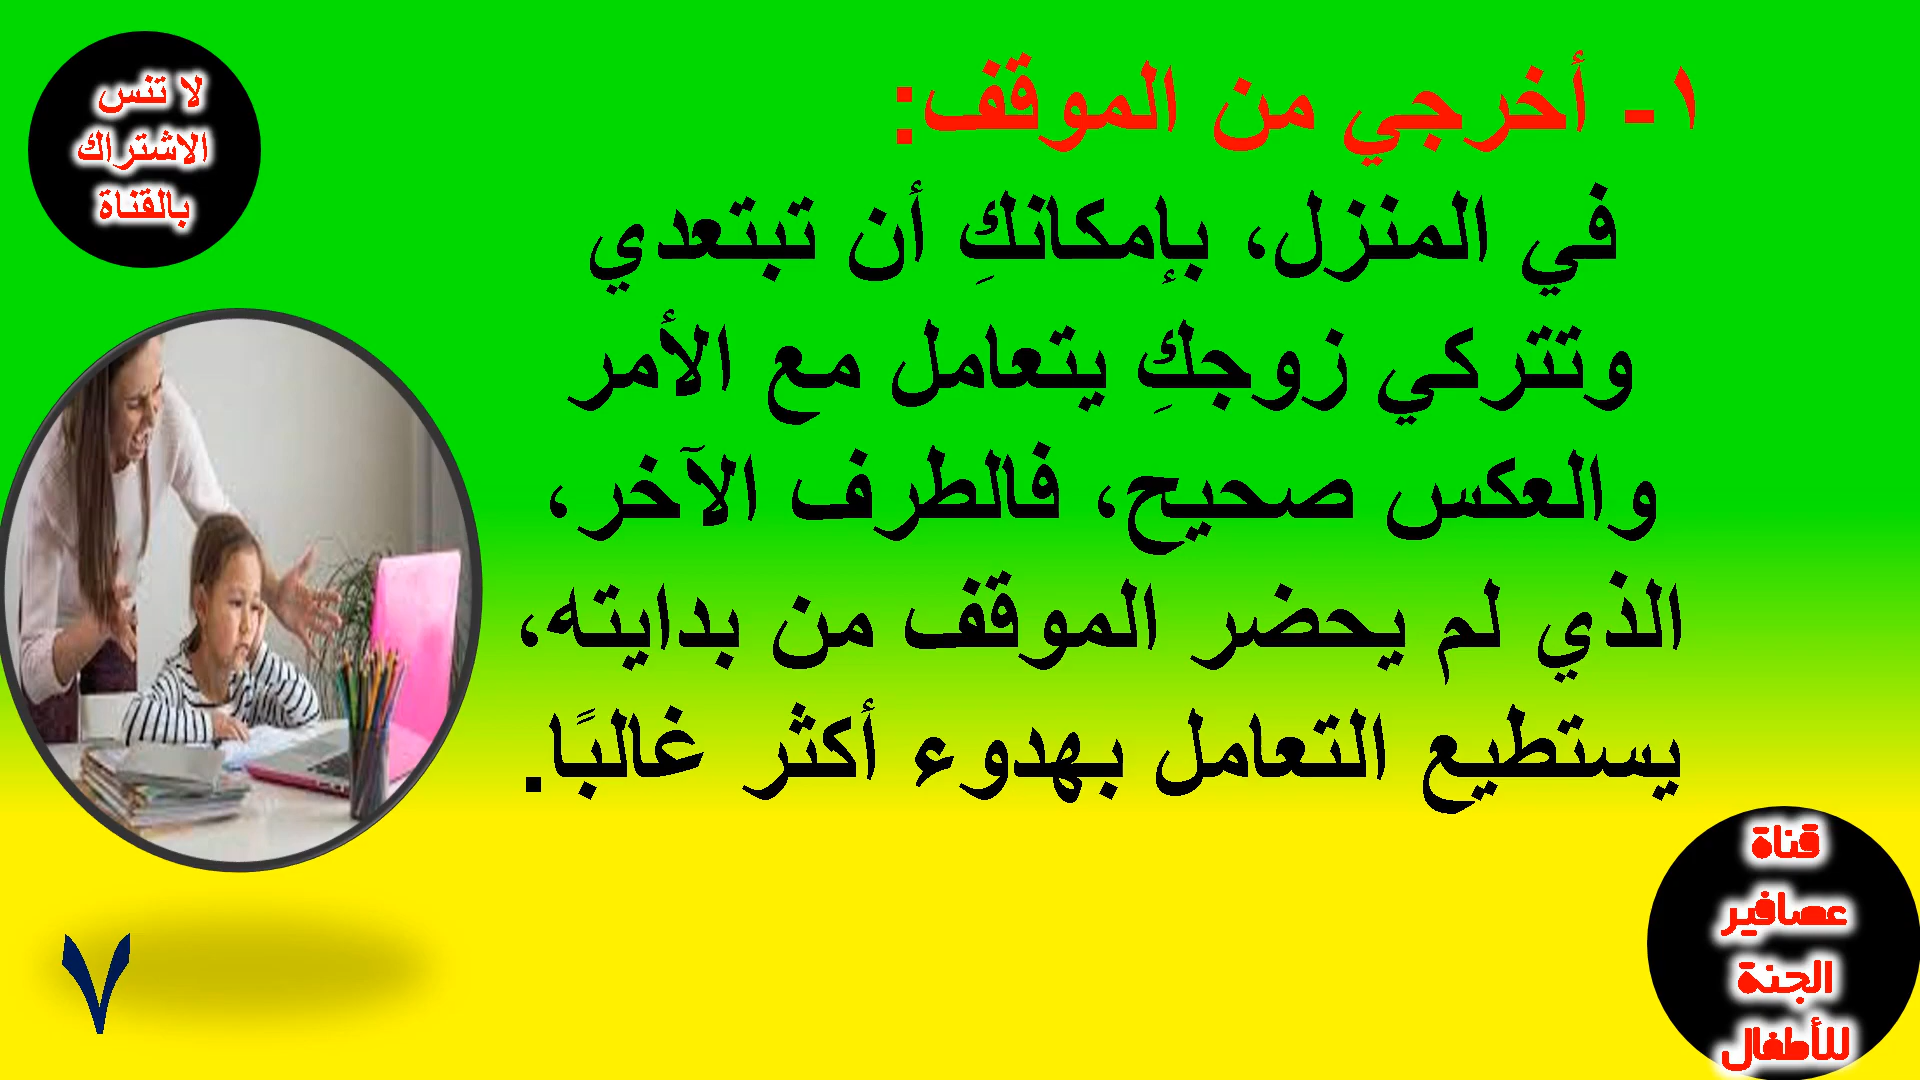 ١- أخرجي من الموقف:
في المنزل، بإمكانكِ أن تبتعدي
وتتركي زوجكِ يتعامل مع الأمر
والعكس صحيح، فالطرف الآخر،
الذي لم يحضر الموقف من بدايته،
يستطيع التعامل بهدوء أكثر غالبًا.
لا تنس
الاشتراك
بالقناة
قناة
عصافير
الجنة
للأطفال
٧